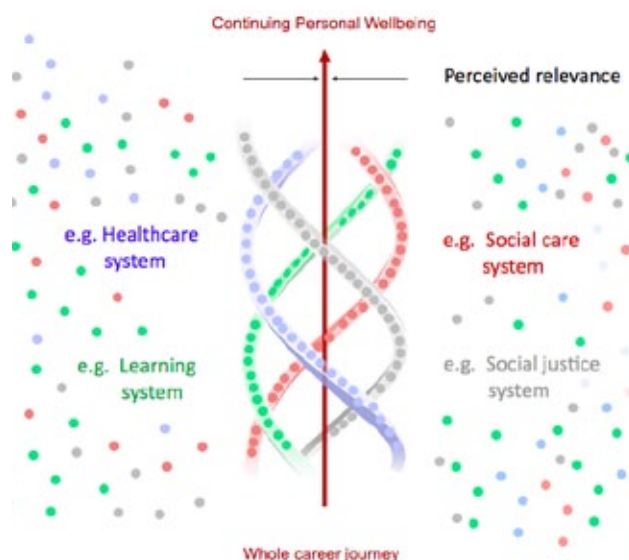 Continuing Personal Wellbeing
Perceived relevance
e.g. Healthcare
system
e.g. Social care
system
e.g. Learning
system
e.g. Social justice
system
Whole career journey